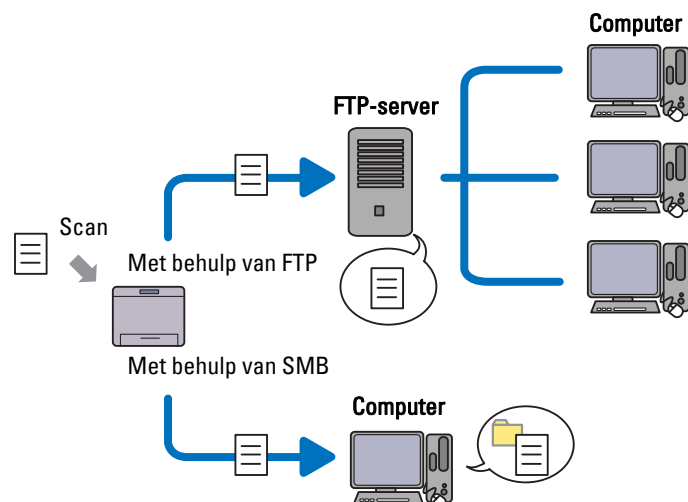 Computer
FTP-server
Scan
Met behulp van FTP
Met behulp van SMB
Computer